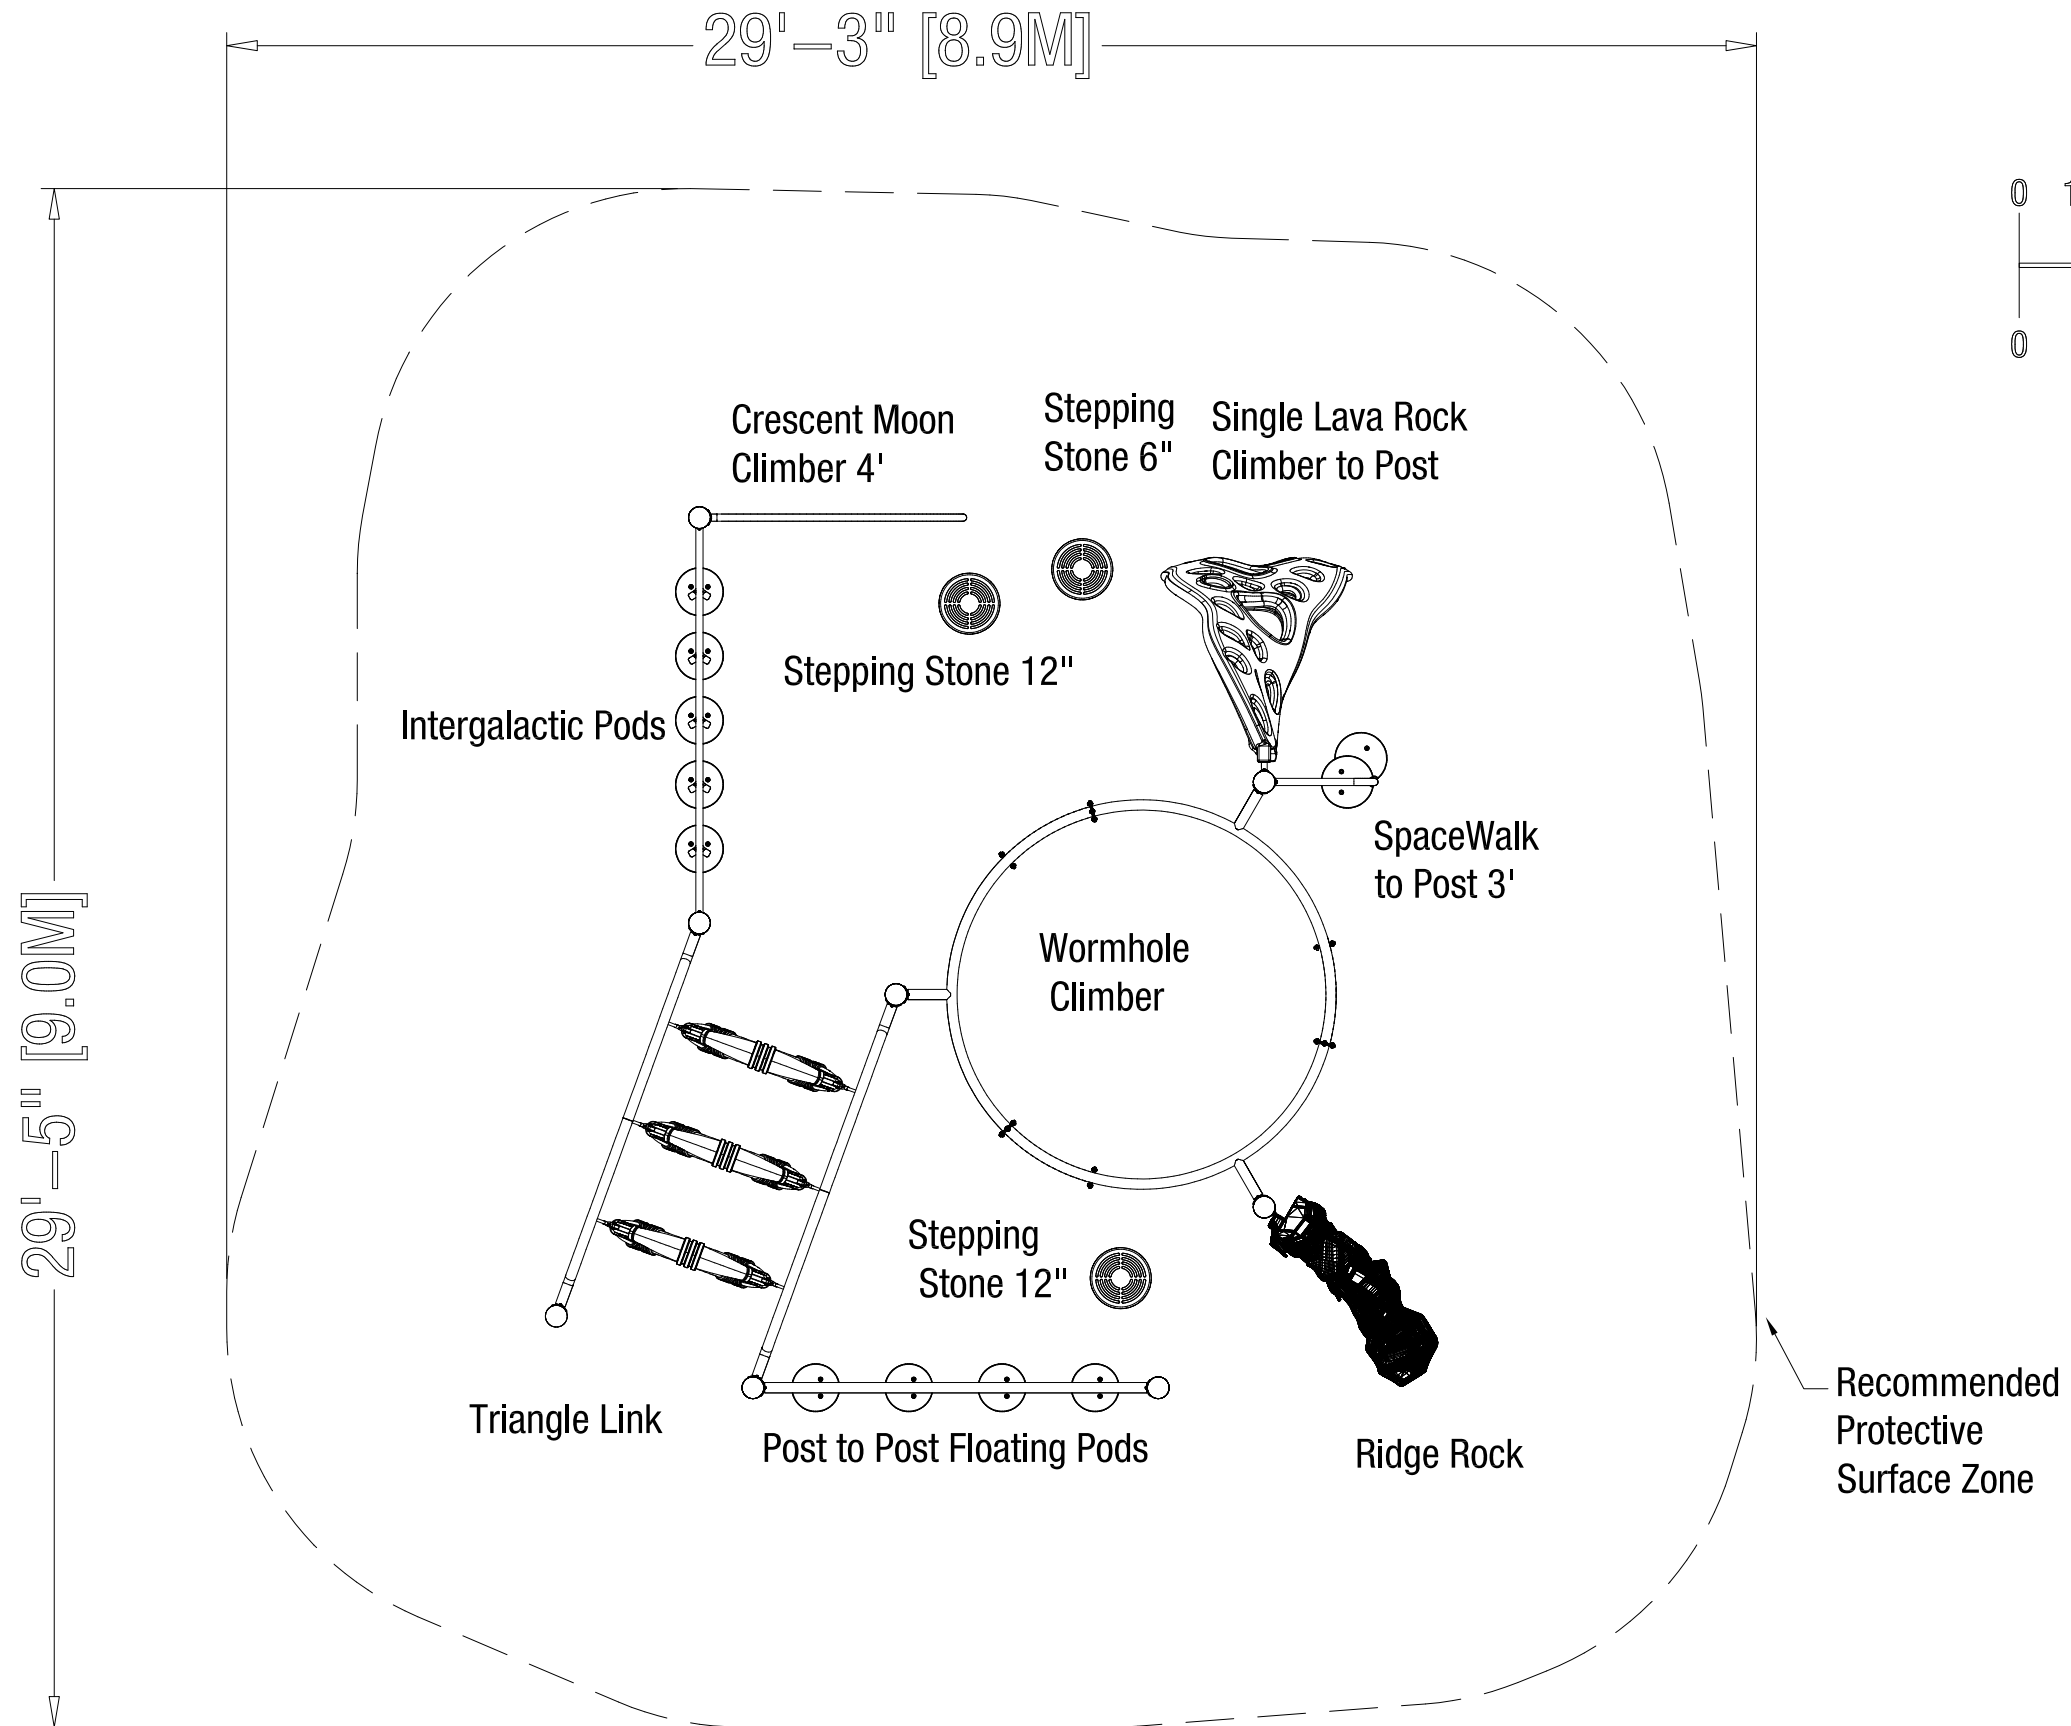 29'–3" [8.9M]
0 1
0
Crescent Moon
Climber 4'
Stepping
Stone 6"
Single Lava Rock
Climber to Post
Stepping Stone 12"
Intergalactic Pods
SpaceWalk
to Post 3'
Wormhole
Climber
29'–5" [9.0M]
Stepping
Stone 12"
Triangle Link
Post to Post Floating Pods
Ridge Rock
Recommended
Protective
Surface Zone